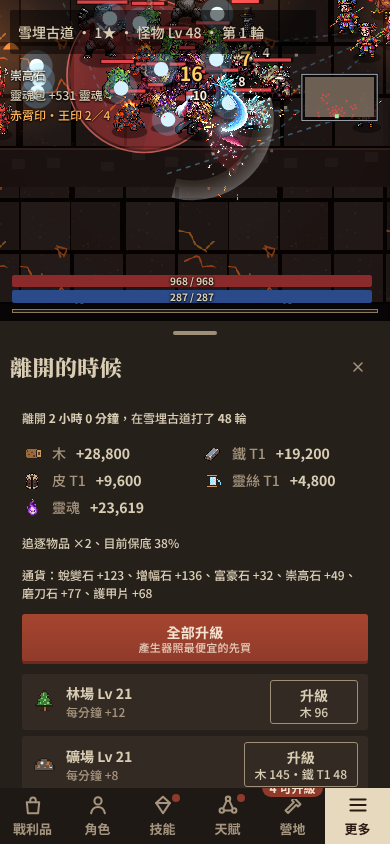 雪埋古道 · 1★ · 怪物 Lv 48 · 第 1 輪
16
7
4
8
10
崇高石
靈魂包 +531 靈魂
赤霄印·王印 2／4
968 / 968
287 / 287
離開的時候
×
離開 2 小時 0 分鐘，在雪埋古道打了 48 輪
木 +28,800
鐵 T1 +19,200
皮 T1 +9,600
靈絲 T1 +4,800
靈魂 +23,619
追逐物品 ×2、目前保底 38%
通貨：蛻變石 +123、增幅石 +136、富豪石 +32、崇高石 +49、
磨刀石 +77、護甲片 +68
全部升級
產生器照最便宜的先買
林場 Lv 21
每分鐘 +12
升級
木 96
礦場 Lv 21
每分鐘 +8
升級
木 145·鐵 T1 48
4 可升級
戰利品
角色
技能
天賦
營地
更多